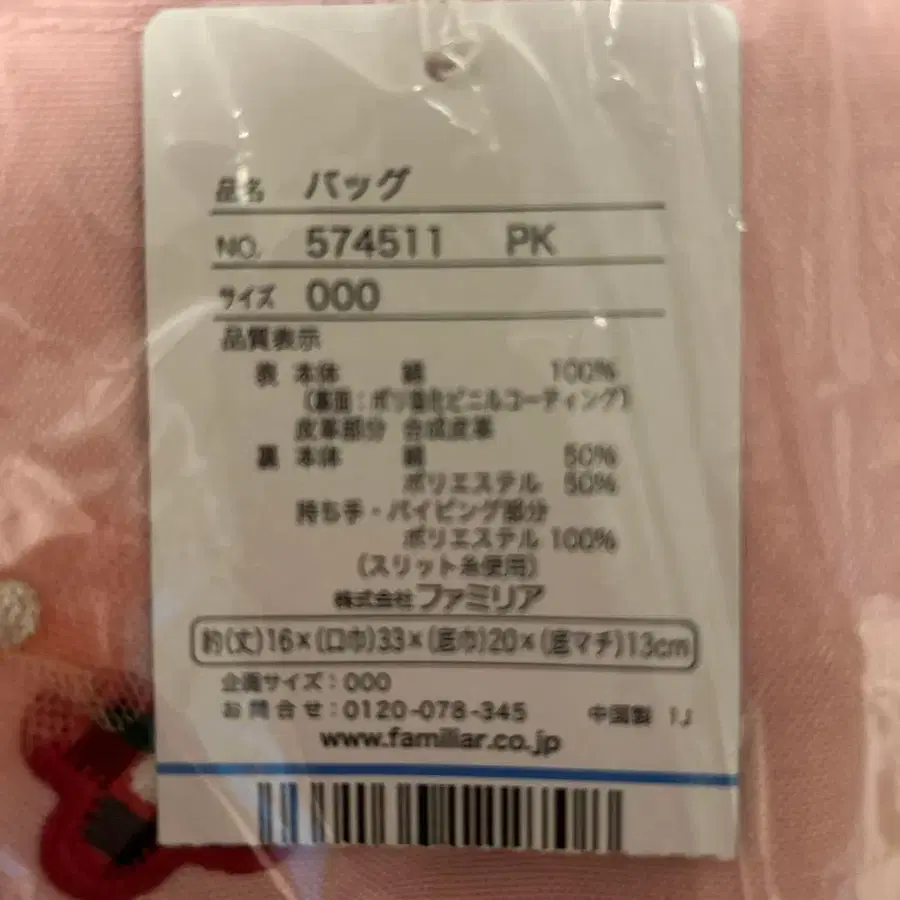 品名 バッグ
NO. 574511 PK
サイズ 000
品質表示
表 本体 綿 100%
(裏面:ポリ塩化ビニルコーティング)
皮革部分 合成皮革
裏 本体 綿 50%
ポリエステル 50%
持ち手・パイピング部分
ポリエステル 100%
(スリット糸使用)
株式会社ファミリア
約(丈)16×(口巾)33×(底巾)20×(底マチ)13cm
企画サイズ:000
お問合せ:0120-078-345 中国製 1J
www.familiar.co.jp